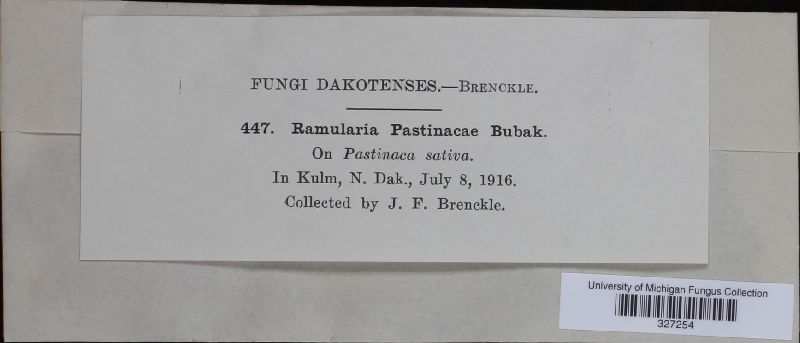 FUNGI DAKOTENSES.—BRENCKLE.
447. Ramularia Pastinacae Bubak.
On Pastinaca sativa.
In Kulm, N. Dak., July 8, 1916.
Collected by J. F. Brenckle.
University of Michigan Fungus Collection
327254